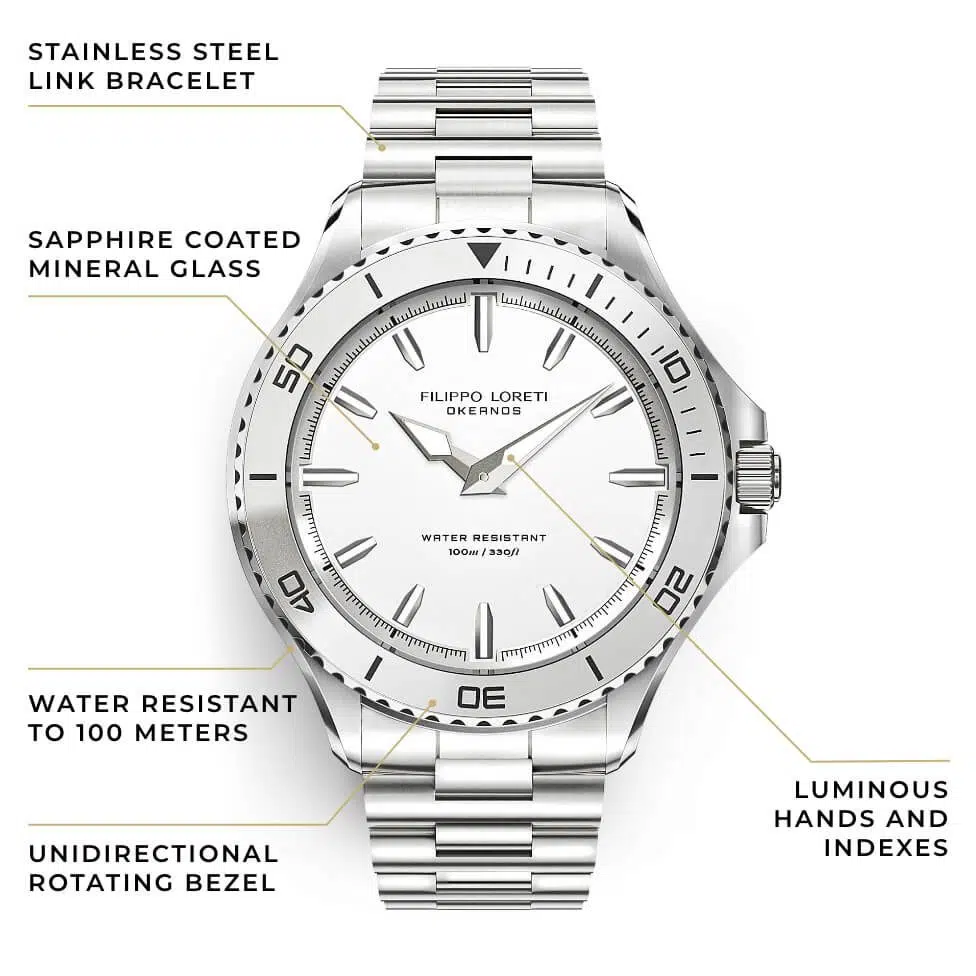 STAINLESS STEEL
LINK BRACELET
SAPPHIRE COATED
MINERAL GLASS
50
10
FILIPPO LORETI
OKEANOS
WATER RESISTANT
100m / 330ft
40
20
30
WATER RESISTANT
TO 100 METERS
LUMINOUS
HANDS AND
INDEXES
UNIDIRECTIONAL
ROTATING BEZEL